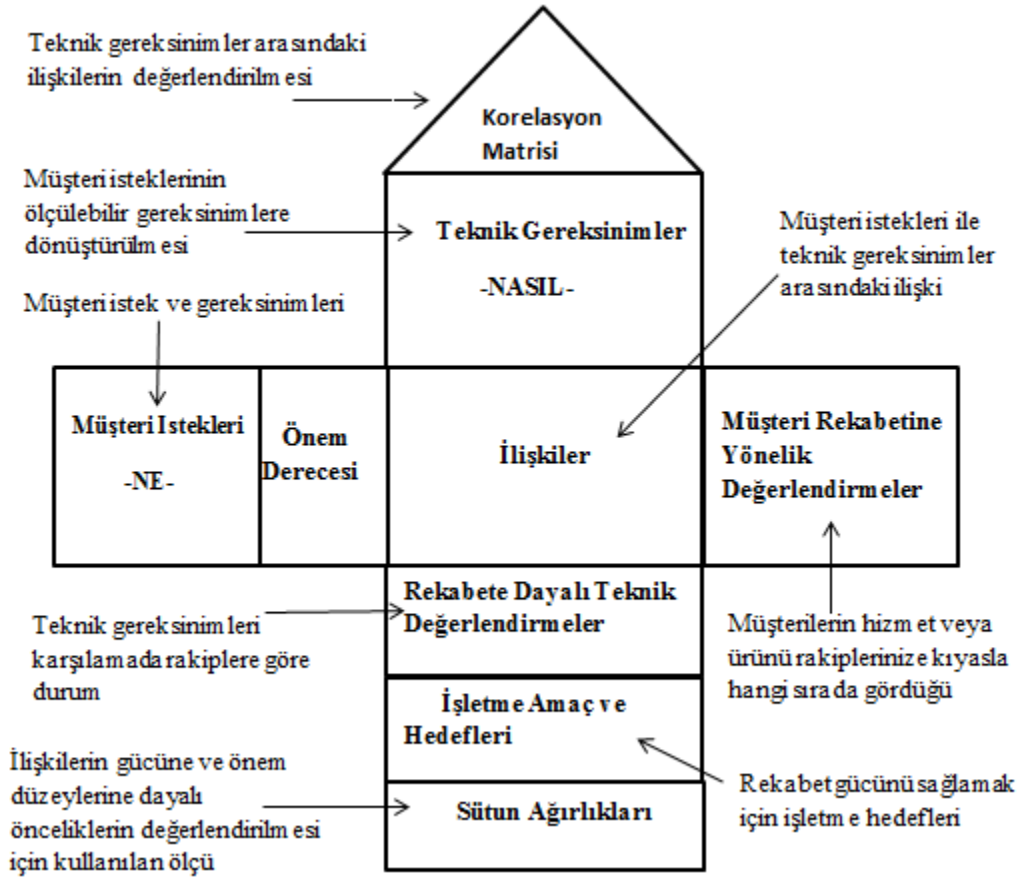 Teknik gereksinimler arasındaki
ilişkilerin değerlendirilmesi
Korelasyon
Matrisi
Müşteri isteklerinin
ölçülebilir gereksinimlere
dönüştürülmesi
Teknik Gereksinimler
-NASIL-
Müşteri istekleri ile
teknik gereksinimler
arasındaki ilişki
Müşteri istek ve gereksinimleri
Müşteri Istekleri
-NE-
Önem
Derecesi
İlişkiler
Müşteri Rekabetine
Yönelik
Değerlendirmeler
Rekabete Dayalı Teknik
Değerlendirmeler
Teknik gereksinimleri
karşılamada rakiplere göre
durum
Müşterilerin hizmet veya
ürünü rakiplerinize kıyasla
hangi sırada gördüğü
İşletme Amaç ve
Hedefleri
İlişkilerin gücüne ve önem
düzeylerine dayalı
önceliklerin değerlendirilmesi
için kullanılan ölçü
Sütun Ağırlıkları
Rekabet gücünü sağlamak
için işletme hedefleri